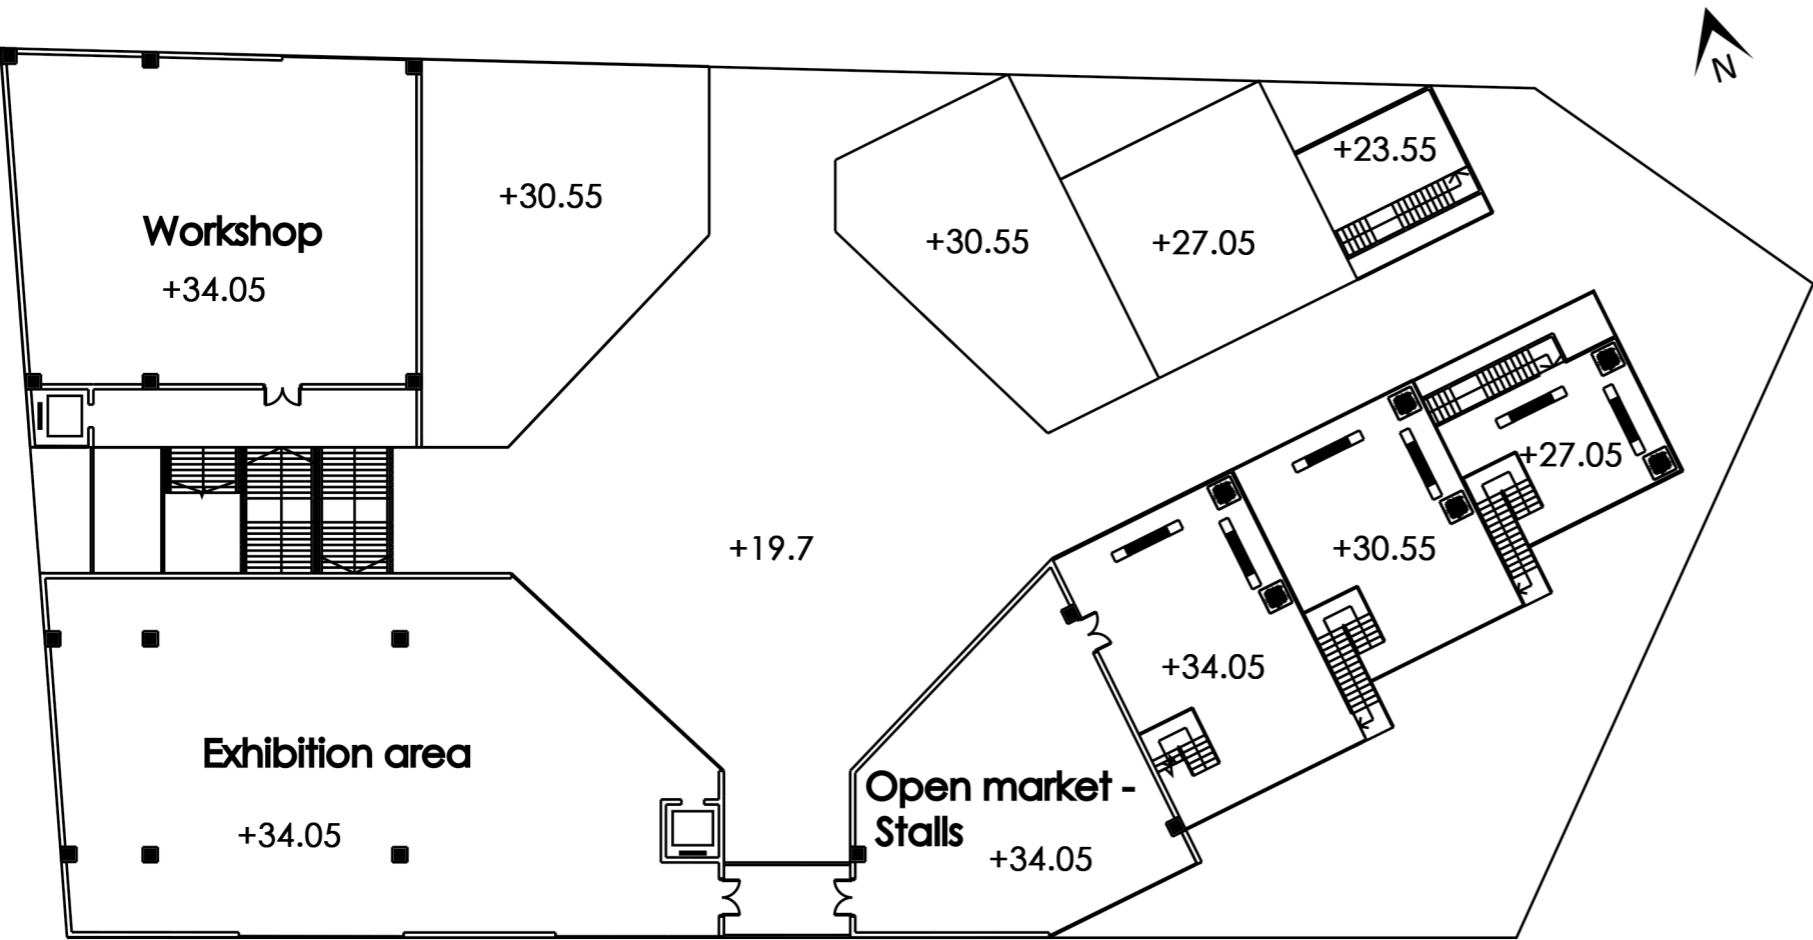 N
+23.55
+30.55
Workshop
+30.55
+27.05
+34.05
+27.05
+19.7
+30.55
+34.05
Exhibition area
Open market -
Stalls
+34.05
+34.05